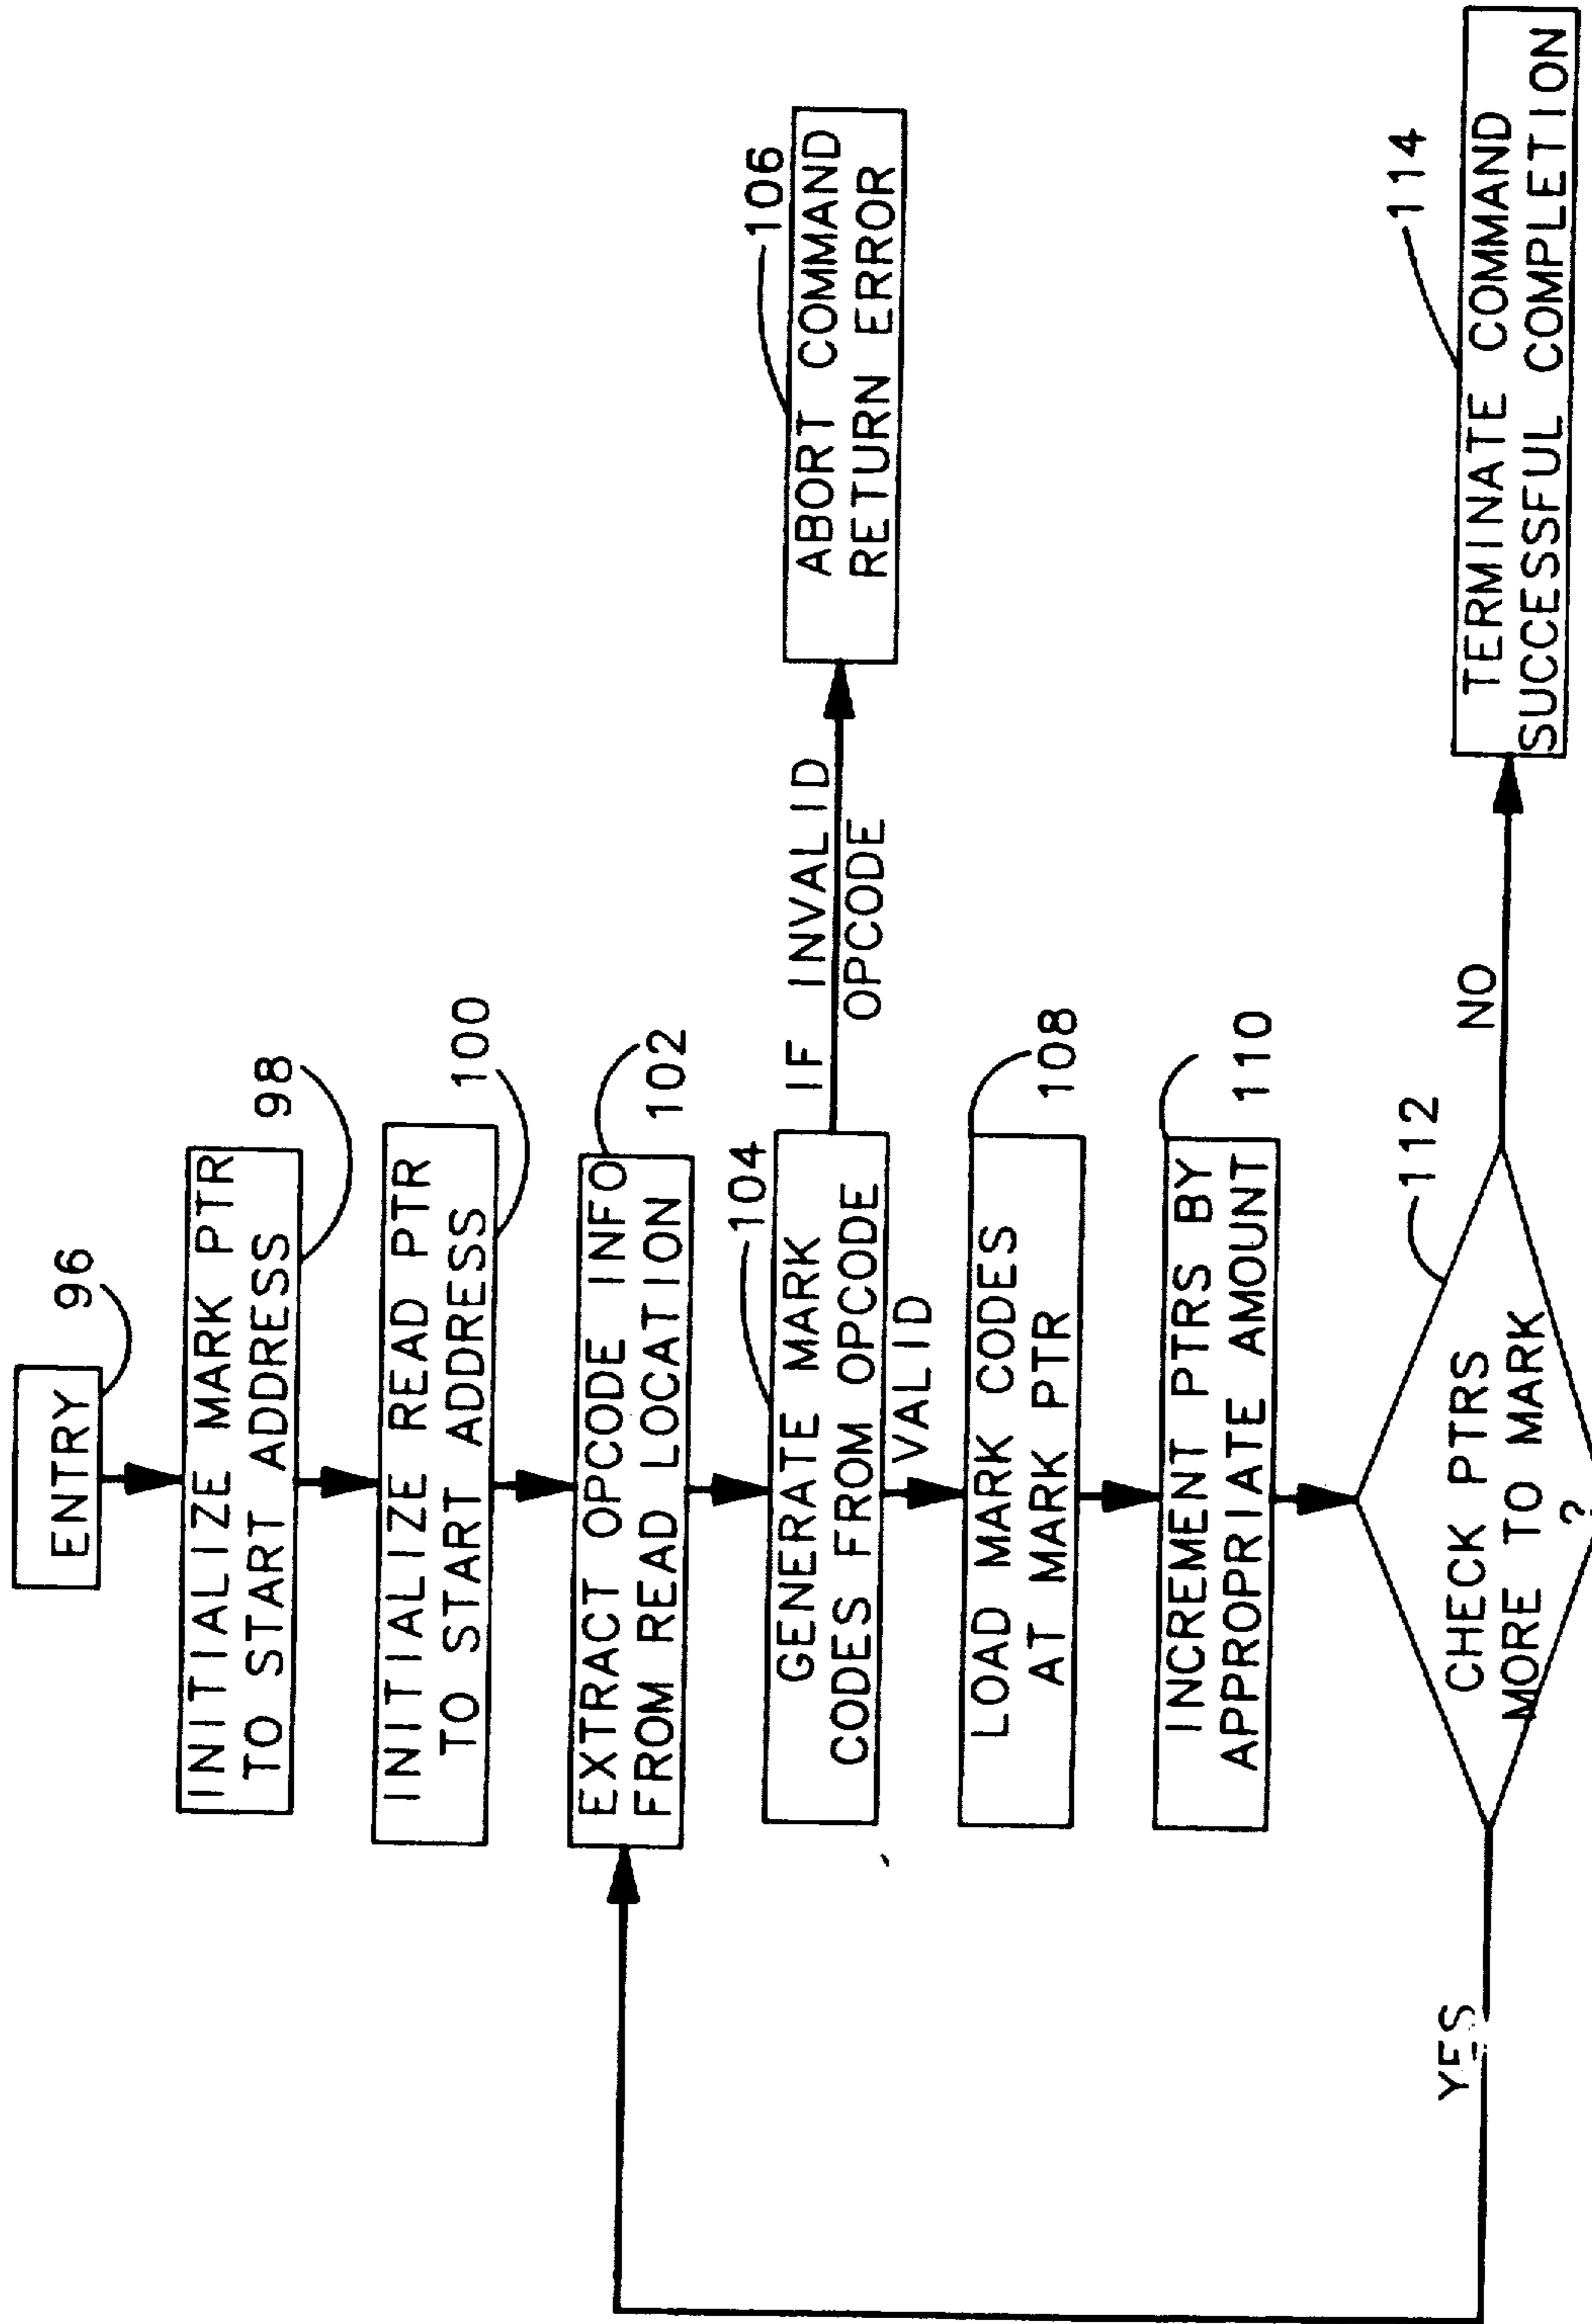 ENTRY
96
INITIALIZE MARK PTR
TO START ADDRESS
98
INITIALIZE READ PTR
TO START ADDRESS
100
EXTRACT OPCODE INFO
FROM READ LOCATION
102
GENERATE MARK
CODES FROM OPCODE
104
IF INVALID
OPCODE
ABORT COMMAND
RETURN ERROR
106
VALID
LOAD MARK CODES
AT MARK PTR
108
INCREMENT PTRS BY
APPROPRIATE AMOUNT
110
CHECK PTRS
MORE TO MARK
?
112
YES
NO
TERMINATE COMMAND
SUCCESSFUL COMPLETION
114